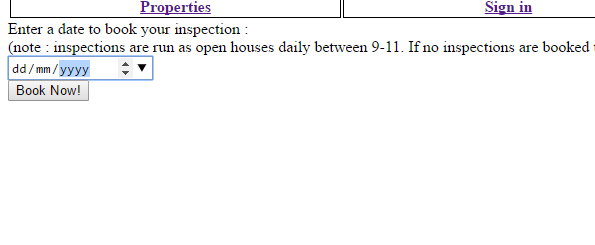 Properties Sign in
Enter a date to book your inspection :
(note : inspections are run as open houses daily between 9-11. If no inspections are booked
dd/mm/yyyy
Book Now!